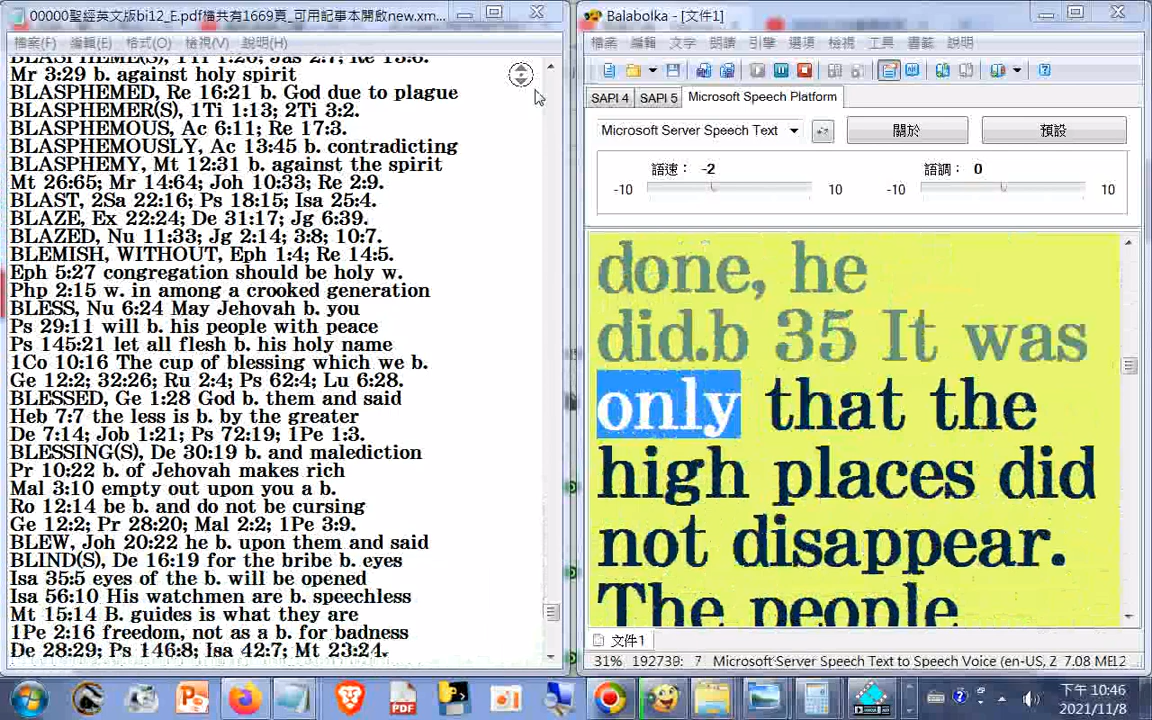 00000聖經英文版bi12_E.pdf檔共有1669頁_可用記事本開啟new.xm...
檔案(F) 編輯(E) 格式(O) 檢視(V) 說明(H)
BLASPHEME(S), 1Ti 1:20; Jas 2:7; Re 13:6.
Mr 3:29 b. against holy spirit
BLASPHEMED, Re 16:21 b. God due to plague
BLASPHEMER(S), 1Ti 1:13; 2Ti 3:2.
BLASPHEMOUS, Ac 6:11; Re 17:3.
BLASPHEMOUSLY, Ac 13:45 b. contradicting
BLASPHEMY, Mt 12:31 b. against the spirit
Mt 26:65; Mr 14:64; Joh 10:33; Re 2:9.
BLAST, 2Sa 22:16; Ps 18:15; Isa 25:4.
BLAZE, Ex 22:24; De 31:17; Jg 6:39.
BLAZED, Nu 11:33; Jg 2:14; 3:8; 10:7.
BLEMISH, WITHOUT, Eph 1:4; Re 14:5.
Eph 5:27 congregation should be holy w.
Php 2:15 w. in among a crooked generation
BLESS, Nu 6:24 May Jehovah b. you
Ps 29:11 will b. his people with peace
Ps 145:21 let all flesh b. his holy name
1Co 10:16 The cup of blessing which we b.
Ge 12:2; 32:26; Ru 2:4; Ps 62:4; Lu 6:28.
BLESSED, Ge 1:28 God b. them and said
Heb 7:7 the less is b. by the greater
De 7:14; Job 1:21; Ps 72:19; 1Pe 1:3.
BLESSING(S), De 30:19 b. and malediction
Pr 10:22 b. of Jehovah makes rich
Mal 3:10 empty out upon you a b.
Ro 12:14 be b. and do not be cursing
Ge 12:2; Pr 28:20; Mal 2:2; 1Pe 3:9.
BLEW, Joh 20:22 he b. upon them and said
BLIND(S), De 16:19 for the bribe b. eyes
Isa 35:5 eyes of the b. will be opened
Isa 56:10 His watchmen are b. speechless
Mt 15:14 B. guides is what they are
1Pe 2:16 freedom, not as a b. for badness
De 28:29; Ps 146:8; Isa 42:7; Mt 23:24.
Balabolka - [文件1]
檔案 編輯 文字 朗讀 引擎 選項 檢視 工具 書籤 說明
SAPI 4 SAPI 5 Microsoft Speech Platform
Microsoft Server Speech Text 關於 預設
語速： -2 語調： 0
-10 10 -10 10
done, he
did.b 35 It was
only that the
high places did
not disappear.
The people
文件1
31% 192739: 7 Microsoft Server Speech Text to Speech Voice (en-US, Z 7.08 ME12
下午 10:46
2021/11/8